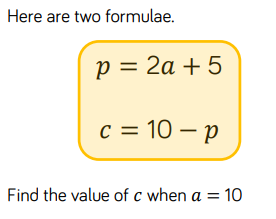 Here are two formulae.
p = 2a + 5
c = 10 − p
Find the value of c when a = 10